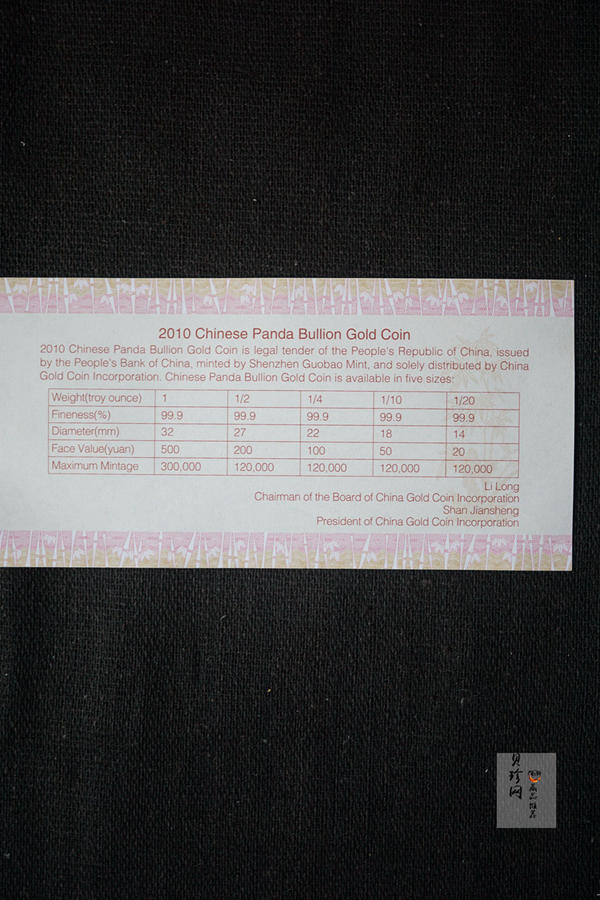 2010 Chinese Panda Bullion Gold Coin
2010 Chinese Panda Bullion Gold Coin is legal tender of the People's Republic of China, issued
by the People's Bank of China, minted by Shenzhen Guobao Mint, and solely distributed by China
Gold Coin Incorporation. Chinese Panda Bullion Gold Coin is available in five sizes:
Weight(troy ounce) 1 1/2 1/4 1/10 1/20
Fineness(%) 99.9 99.9 99.9 99.9 99.9
Diameter(mm) 32 27 22 18 14
Face Value(yuan) 500 200 100 50 20
Maximum Mintage 300,000 120,000 120,000 120,000 120,000
Li Long
Chairman of the Board of China Gold Coin Incorporation
Shan Jiansheng
President of China Gold Coin Incorporation
贝珍网